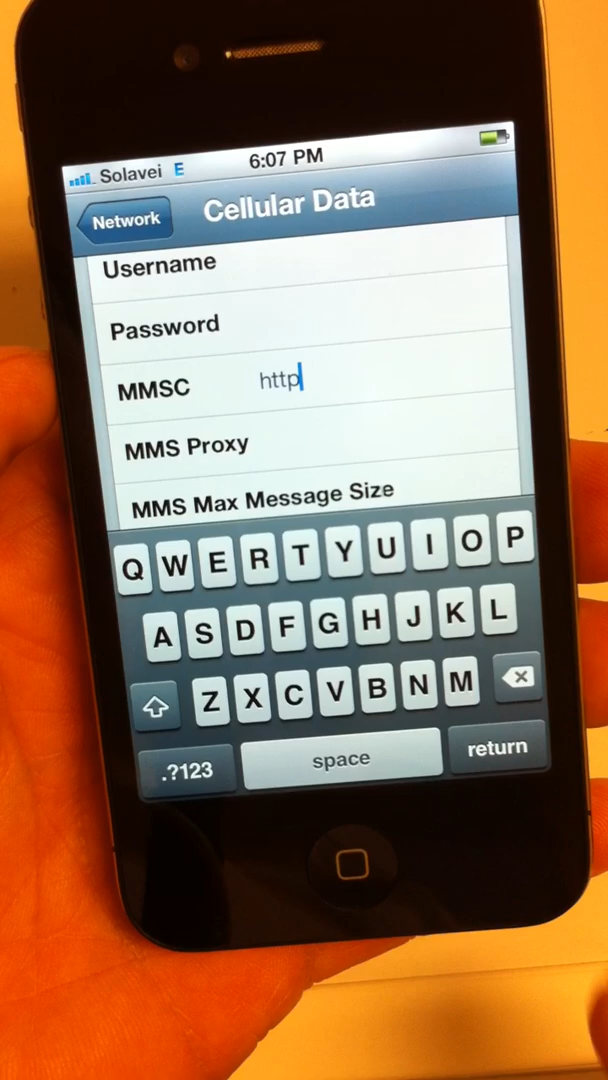 Solavei E 6:07 PM
Network Cellular Data
Username
Password
MMSC http
MMS Proxy
MMS Max Message Size
Q W E R T Y U I O P
A S D F G H J K L
Z X C V B N M
.?123 space return